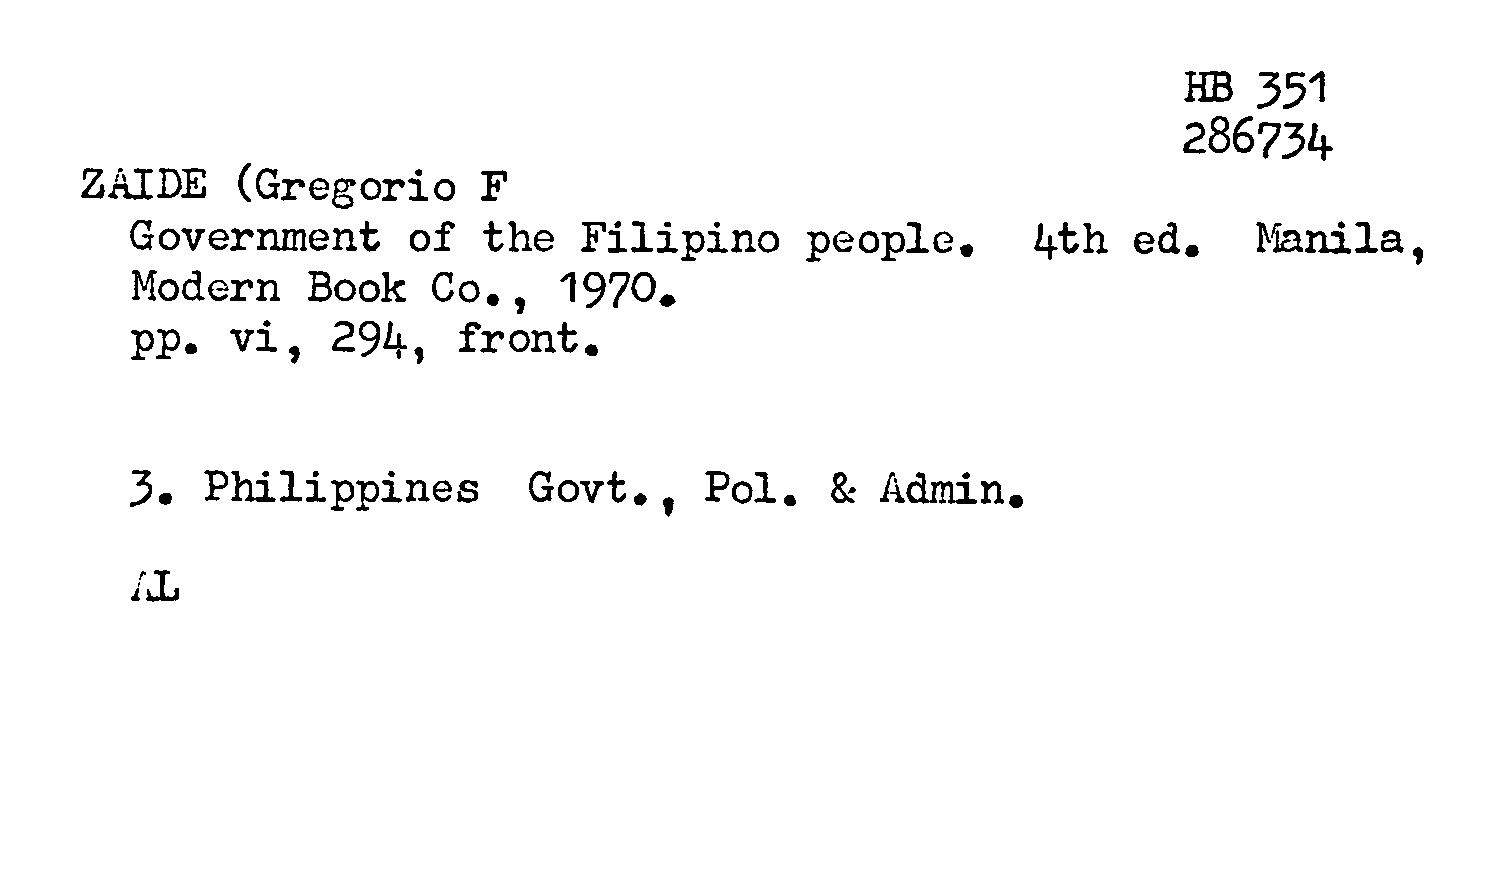 HB 351
286734
ZAIDE (Gregorio F
Government of the Filipino people. 4th ed. Manila,
Modern Book Co., 1970.
pp. vi, 294, front.
3. Philippines Govt., Pol. & Admin.
AL